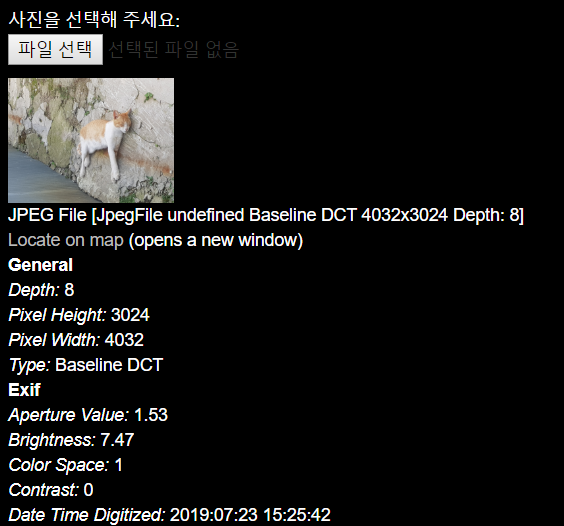 사진을 선택해 주세요:
파일 선택 선택된 파일 없음
JPEG File [JpegFile undefined Baseline DCT 4032x3024 Depth: 8]
Locate on map (opens a new window)
General
Depth: 8
Pixel Height: 3024
Pixel Width: 4032
Type: Baseline DCT
Exif
Aperture Value: 1.53
Brightness: 7.47
Color Space: 1
Contrast: 0
Date Time Digitized: 2019:07:23 15:25:42